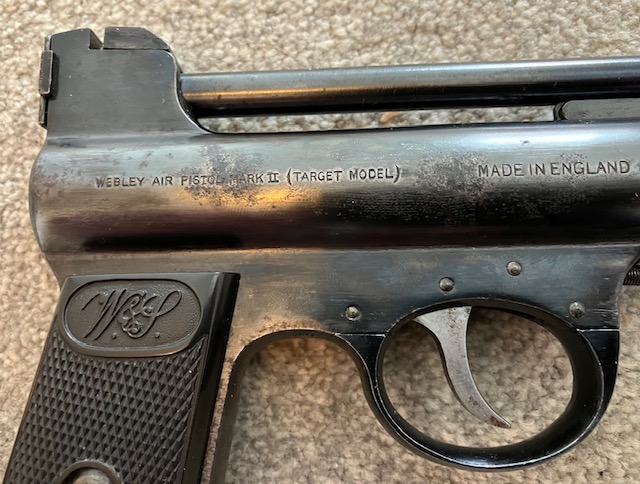 WEBLEY AIR PISTOL MARK II (TARGET MODEL)
MADE IN ENGLAND
W&S